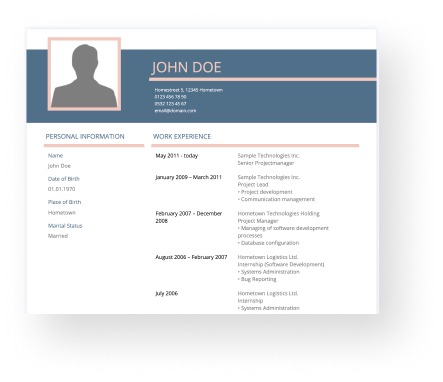 JOHN DOE
Homestreet 5, 12345 Hometown
0123 456 78 90
0532 123 45 67
email@domain.com
PERSONAL INFORMATION
Name
John Doe
Date of Birth
01.01.1970
Place of Birth
Hometown
Marital Status
Married
WORK EXPERIENCE
May 2011 - today
Sample Technologies Inc.
Senior Projectmanager
January 2009 – March 2011
Sample Technologies Inc.
Project Lead
• Project development
• Communication management
February 2007 – December
2008
Hometown Technologies Holding
Project Manager
• Managing of software development
processes
• Database configuration
August 2006 – February 2007
Hometown Logistics Ltd.
Internship (Software Development)
• Systems Administration
• Bug Reporting
July 2006
Hometown Logistics Ltd.
Internship
• Systems Administration